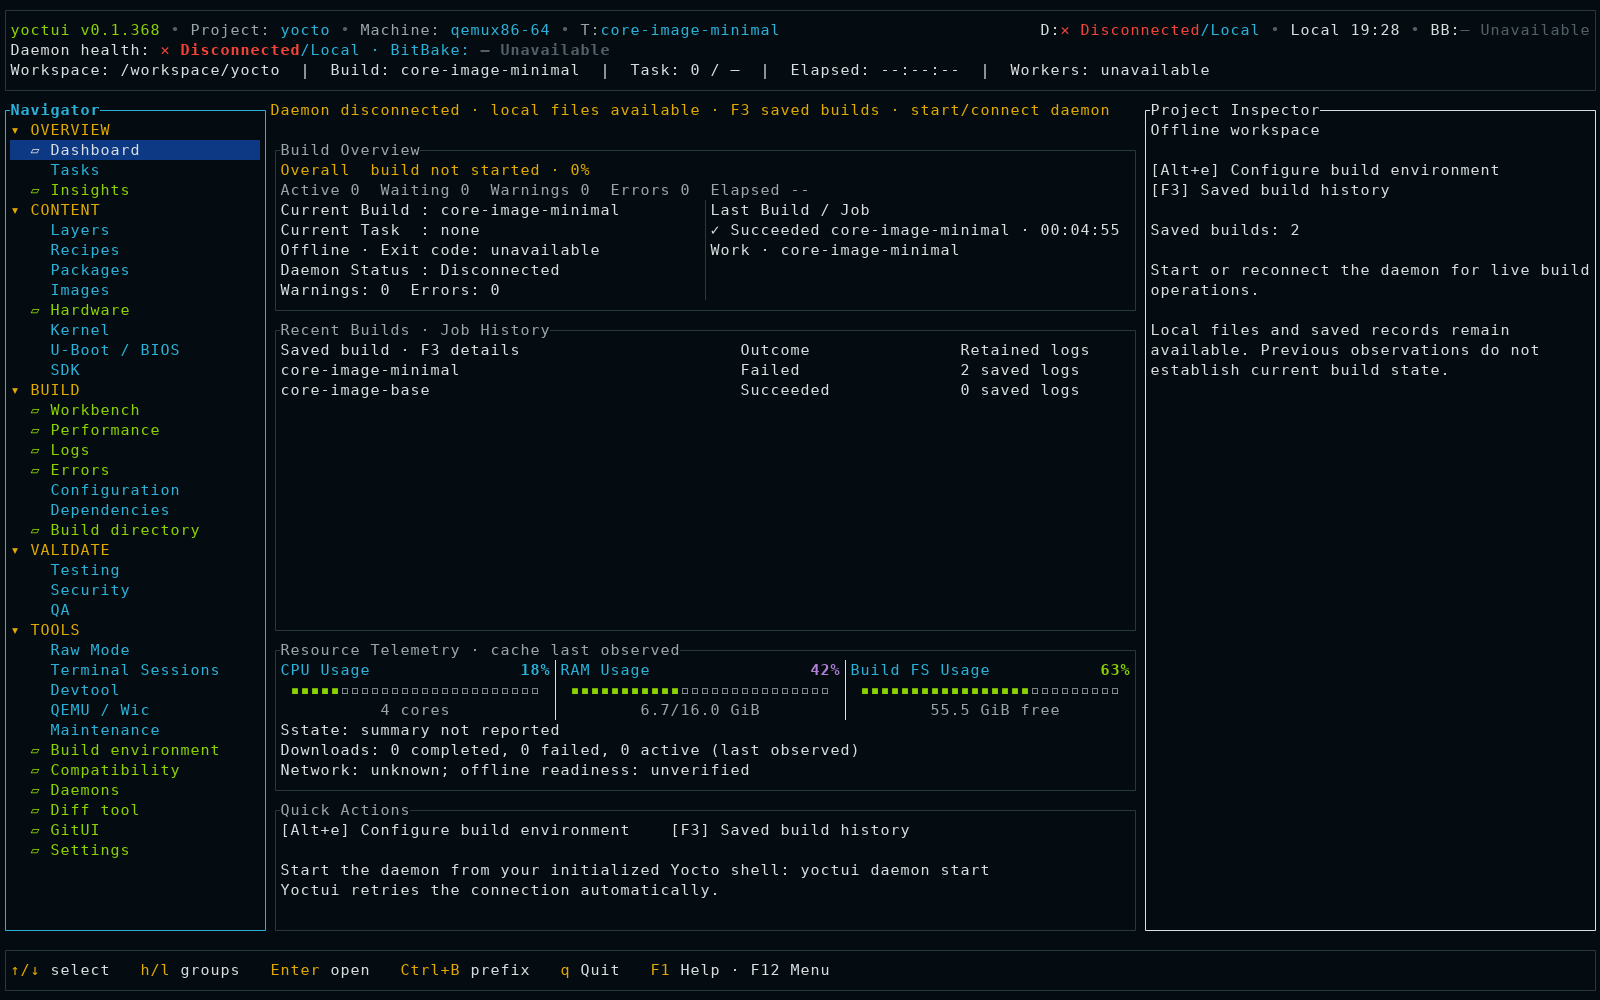 yoctui v0.1.368 • Project: yocto • Machine: qemux86-64 • T:core-image-minimal D:× Disconnected/Local • Local 19:28 • BB:— Unavailable
Daemon health: × Disconnected/Local · BitBake: — Unavailable
Workspace: /workspace/yocto | Build: core-image-minimal | Task: 0 / — | Elapsed: --:--:-- | Workers: unavailable
Navigator
▾ OVERVIEW
▱ Dashboard
Tasks
▱ Insights
▾ CONTENT
Layers
Recipes
Packages
Images
▱ Hardware
Kernel
U-Boot / BIOS
SDK
▾ BUILD
▱ Workbench
▱ Performance
▱ Logs
▱ Errors
Configuration
Dependencies
▱ Build directory
▾ VALIDATE
Testing
Security
QA
▾ TOOLS
Raw Mode
Terminal Sessions
Devtool
QEMU / Wic
Maintenance
▱ Build environment
▱ Compatibility
▱ Daemons
▱ Diff tool
▱ GitUI
▱ Settings
Daemon disconnected · local files available · F3 saved builds · start/connect daemon
Build Overview
Overall build not started · 0%
Active 0 Waiting 0 Warnings 0 Errors 0 Elapsed --
Current Build : core-image-minimal
Current Task : none
Offline · Exit code: unavailable
Daemon Status : Disconnected
Warnings: 0 Errors: 0
Last Build / Job
✓ Succeeded core-image-minimal · 00:04:55
Work · core-image-minimal
Recent Builds · Job History
Saved build · F3 details Outcome Retained logs
core-image-minimal Failed 2 saved logs
core-image-base Succeeded 0 saved logs
Resource Telemetry · cache last observed
CPU Usage 18% RAM Usage 42% Build FS Usage 63%
4 cores 6.7/16.0 GiB 55.5 GiB free
Sstate: summary not reported
Downloads: 0 completed, 0 failed, 0 active (last observed)
Network: unknown; offline readiness: unverified
Quick Actions
[Alt+e] Configure build environment [F3] Saved build history
Start the daemon from your initialized Yocto shell: yoctui daemon start
Yoctui retries the connection automatically.
Project Inspector
Offline workspace
[Alt+e] Configure build environment
[F3] Saved build history
Saved builds: 2
Start or reconnect the daemon for live build
operations.
Local files and saved records remain
available. Previous observations do not
establish current build state.
↑/↓ select h/l groups Enter open Ctrl+B prefix q Quit F1 Help · F12 Menu